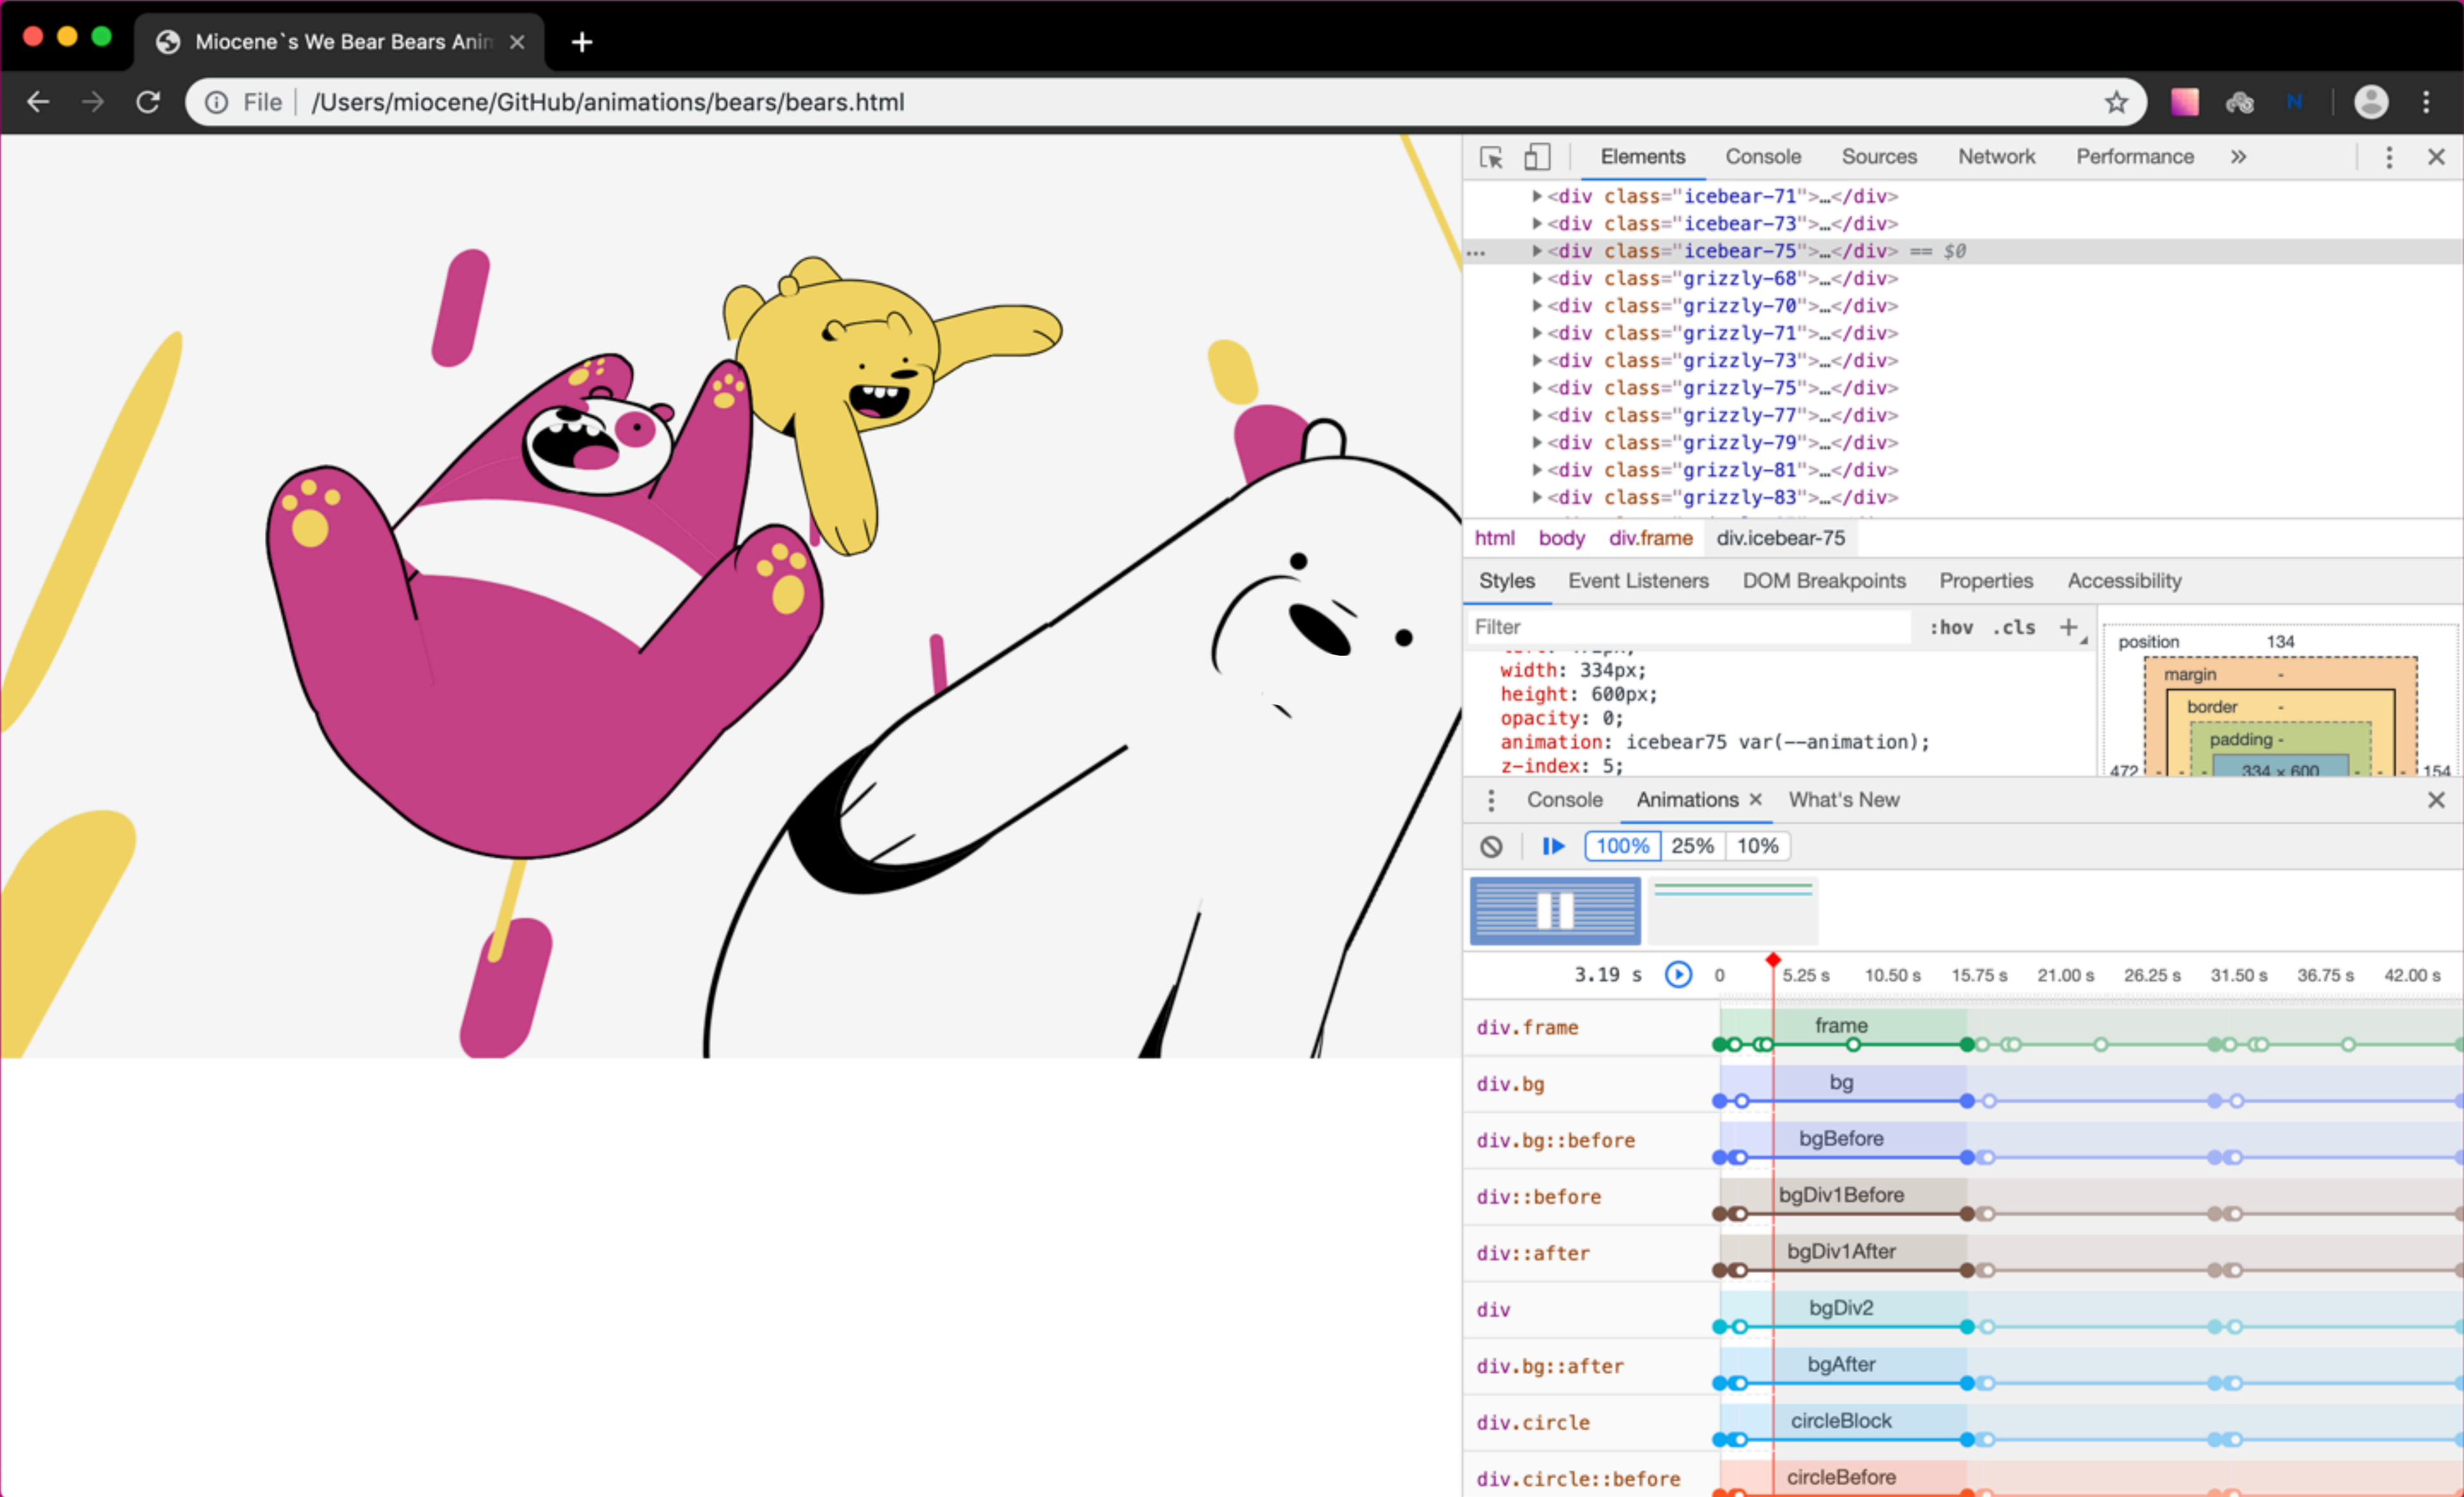 Miocene`s We Bear Bears Anim
File /Users/miocene/GitHub/animations/bears/bears.html
N
Elements Console Sources Network Performance »
▶<div class="icebear-71">…</div>
▶<div class="icebear-73">…</div>
… ▶<div class="icebear-75">…</div> == $0
▶<div class="grizzly-68">…</div>
▶<div class="grizzly-70">…</div>
▶<div class="grizzly-71">…</div>
▶<div class="grizzly-73">…</div>
▶<div class="grizzly-75">…</div>
▶<div class="grizzly-77">…</div>
▶<div class="grizzly-79">…</div>
▶<div class="grizzly-81">…</div>
▶<div class="grizzly-83">…</div>
html body div.frame div.icebear-75
Styles Event Listeners DOM Breakpoints Properties Accessibility
Filter :hov .cls +
width: 334px;
height: 600px;
opacity: 0;
animation: icebear75 var(--animation);
z-index: 5;
position 134
margin -
border -
padding -
472 - - - 334 × 600 - - - 154
Console Animations × What's New
100% 25% 10%
3.19 s 0 5.25 s 10.50 s 15.75 s 21.00 s 26.25 s 31.50 s 36.75 s 42.00 s
div.frame frame
div.bg bg
div.bg::before bgBefore
div::before bgDiv1Before
div::after bgDiv1After
div bgDiv2
div.bg::after bgAfter
div.circle circleBlock
div.circle::before circleBefore